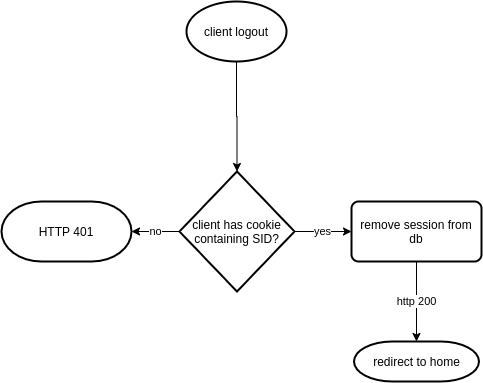 client logout
client has cookie
containing SID?
no
yes
HTTP 401
remove session from
db
http 200
redirect to home